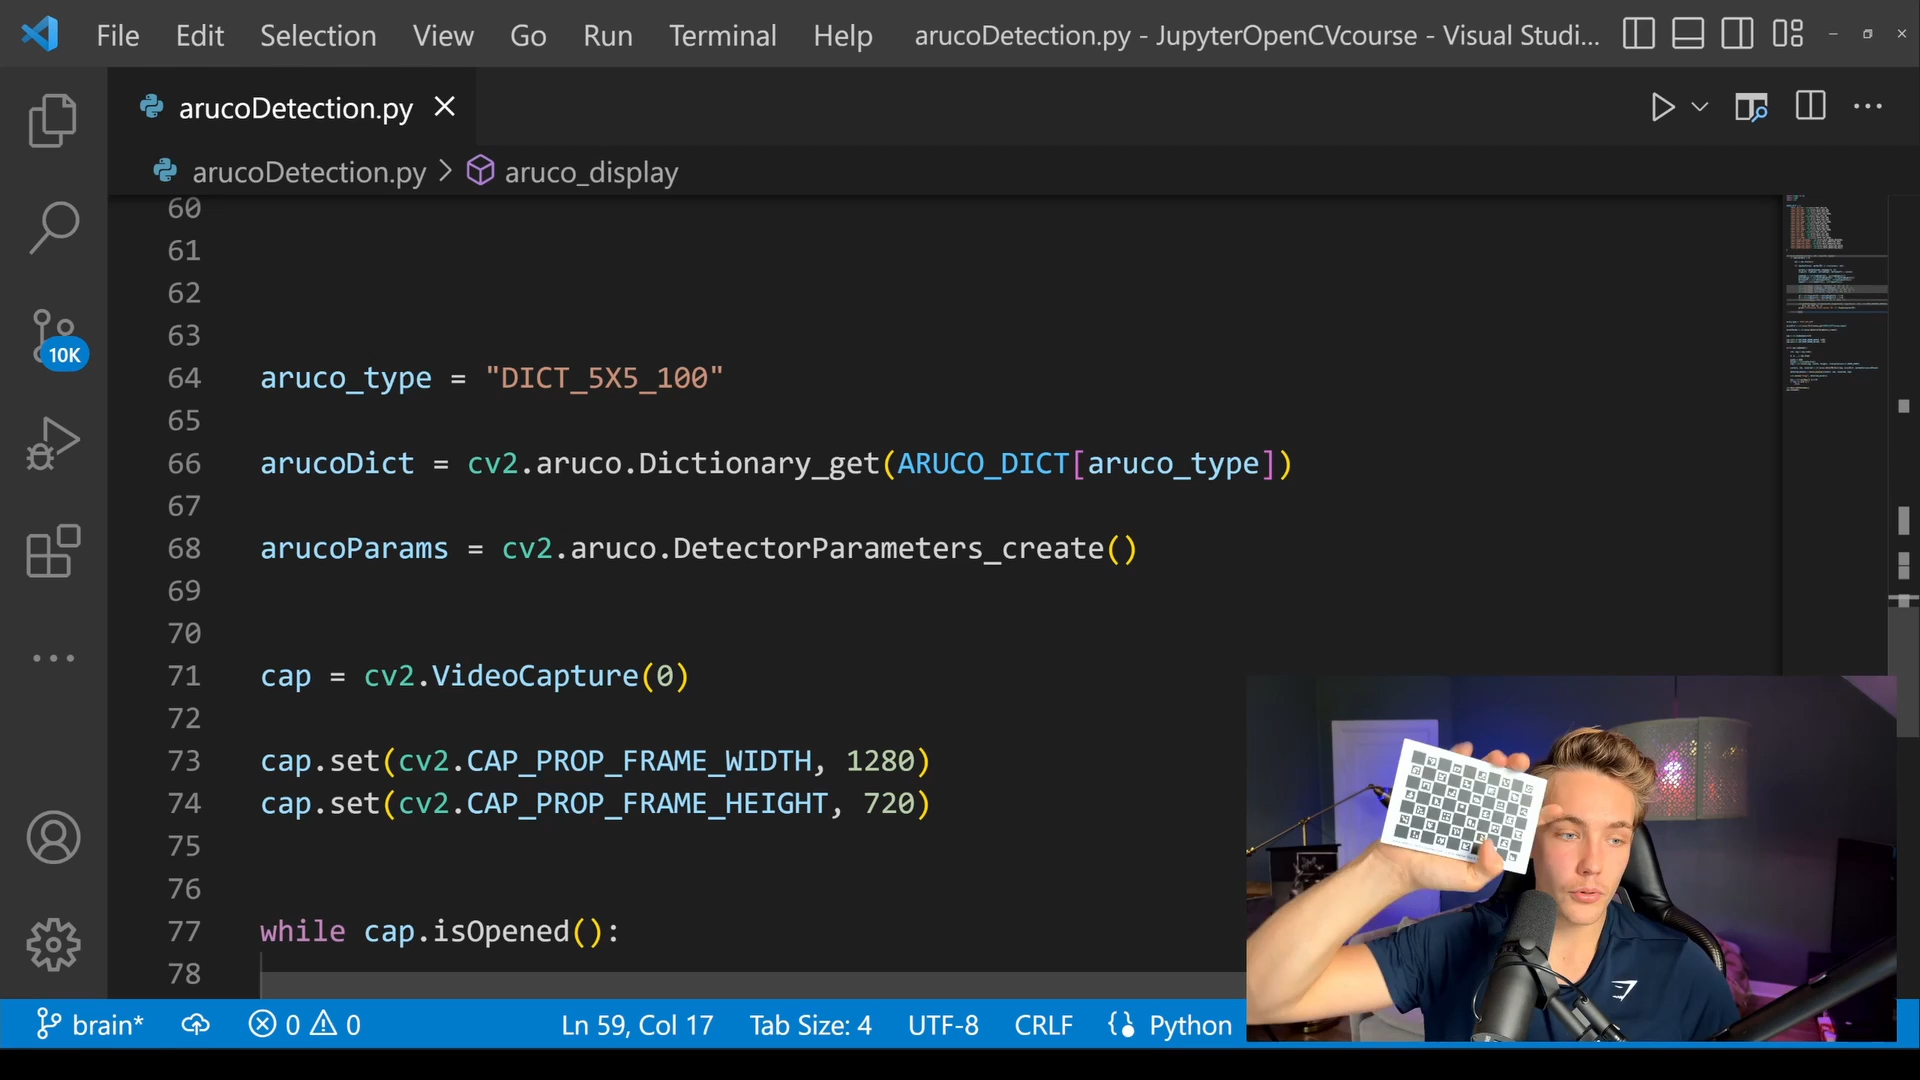 File Edit Selection View Go Run Terminal Help arucoDetection.py - JupyterOpenCVcourse - Visual Studi...
arucoDetection.py
arucoDetection.py > aruco_display
60
61
62
63
64 aruco_type = "DICT_5X5_100"
65
66 arucoDict = cv2.aruco.Dictionary_get(ARUCO_DICT[aruco_type])
67
68 arucoParams = cv2.aruco.DetectorParameters_create()
69
70
71 cap = cv2.VideoCapture(0)
72
73 cap.set(cv2.CAP_PROP_FRAME_WIDTH, 1280)
74 cap.set(cv2.CAP_PROP_FRAME_HEIGHT, 720)
75
76
77 while cap.isOpened():
78
10K
brain* 0 0 Ln 59, Col 17 Tab Size: 4 UTF-8 CRLF Python